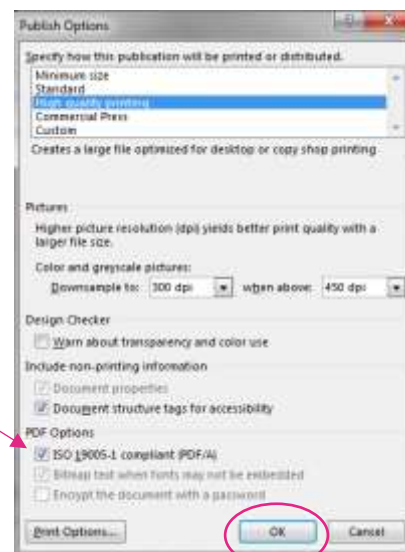 Publish Options
Specify how this publication will be printed or distributed.
Minimum size
Standard
High quality printing
Commercial Press
Custom
Creates a large file optimized for desktop or copy shop printing
Pictures
Higher picture resolution (dpi) yields better print quality with a
larger file size.
Color and greyscale pictures:
Downsample to: 300 dpi when above: 450 dpi
Design Checker
Warn about transparency and color use
Include non-printing information
Document properties
Document structure tags for accessibility
PDF Options
ISO 19005-1 compliant (PDF/A)
Bitmap text when fonts may not be embedded
Encrypt the document with a password
Print Options... OK Cancel